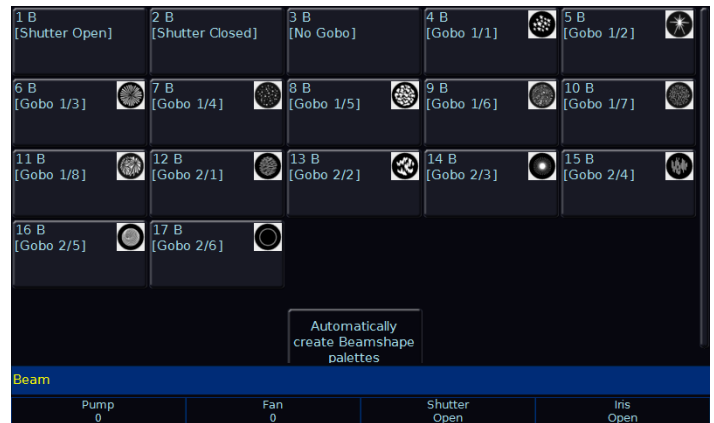 1 B
[Shutter Open]
2 B
[Shutter Closed]
3 B
[No Gobo]
4 B
[Gobo 1/1]
5 B
[Gobo 1/2]
6 B
[Gobo 1/3]
7 B
[Gobo 1/4]
8 B
[Gobo 1/5]
9 B
[Gobo 1/6]
10 B
[Gobo 1/7]
11 B
[Gobo 1/8]
12 B
[Gobo 2/1]
13 B
[Gobo 2/2]
14 B
[Gobo 2/3]
15 B
[Gobo 2/4]
16 B
[Gobo 2/5]
17 B
[Gobo 2/6]
Automatically
create Beamshape
palettes
Beam
Pump
0
Fan
0
Shutter
Open
Iris
Open